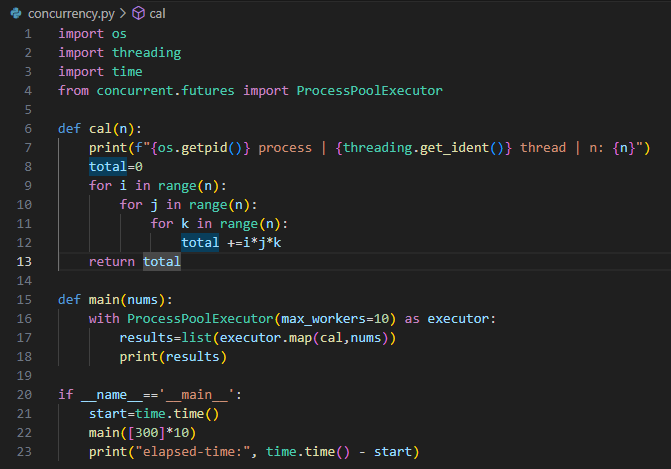 concurrency.py > cal
1 import os
2 import threading
3 import time
4 from concurrent.futures import ProcessPoolExecutor
5
6 def cal(n):
7     print(f"{os.getpid()} process | {threading.get_ident()} thread | n: {n}")
8     total=0
9     for i in range(n):
10         for j in range(n):
11             for k in range(n):
12                 total +=i*j*k
13     return total
14
15 def main(nums):
16     with ProcessPoolExecutor(max_workers=10) as executor:
17         results=list(executor.map(cal,nums))
18         print(results)
19
20 if __name__=='__main__':
21     start=time.time()
22     main([300]*10)
23     print("elapsed-time:", time.time() - start)